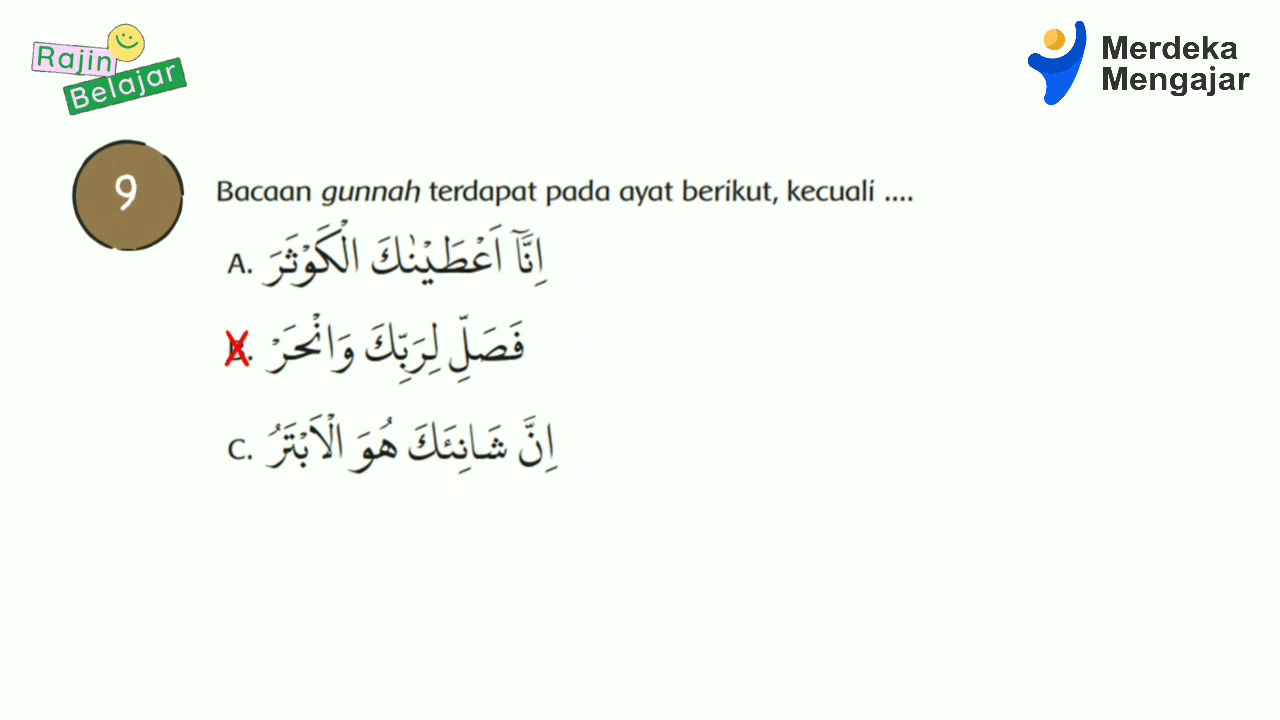 Rajin
Belajar
Merdeka
Mengajar
9
Bacaan gunnah terdapat pada ayat berikut, kecuali ....
A. اِنَّآ اَعْطَيْنٰكَ الْكَوْثَرَ
B. فَصَلِّ لِرَبِّكَ وَانْحَرْ
C. اِنَّ شَانِئَكَ هُوَ الْاَبْتَرُ